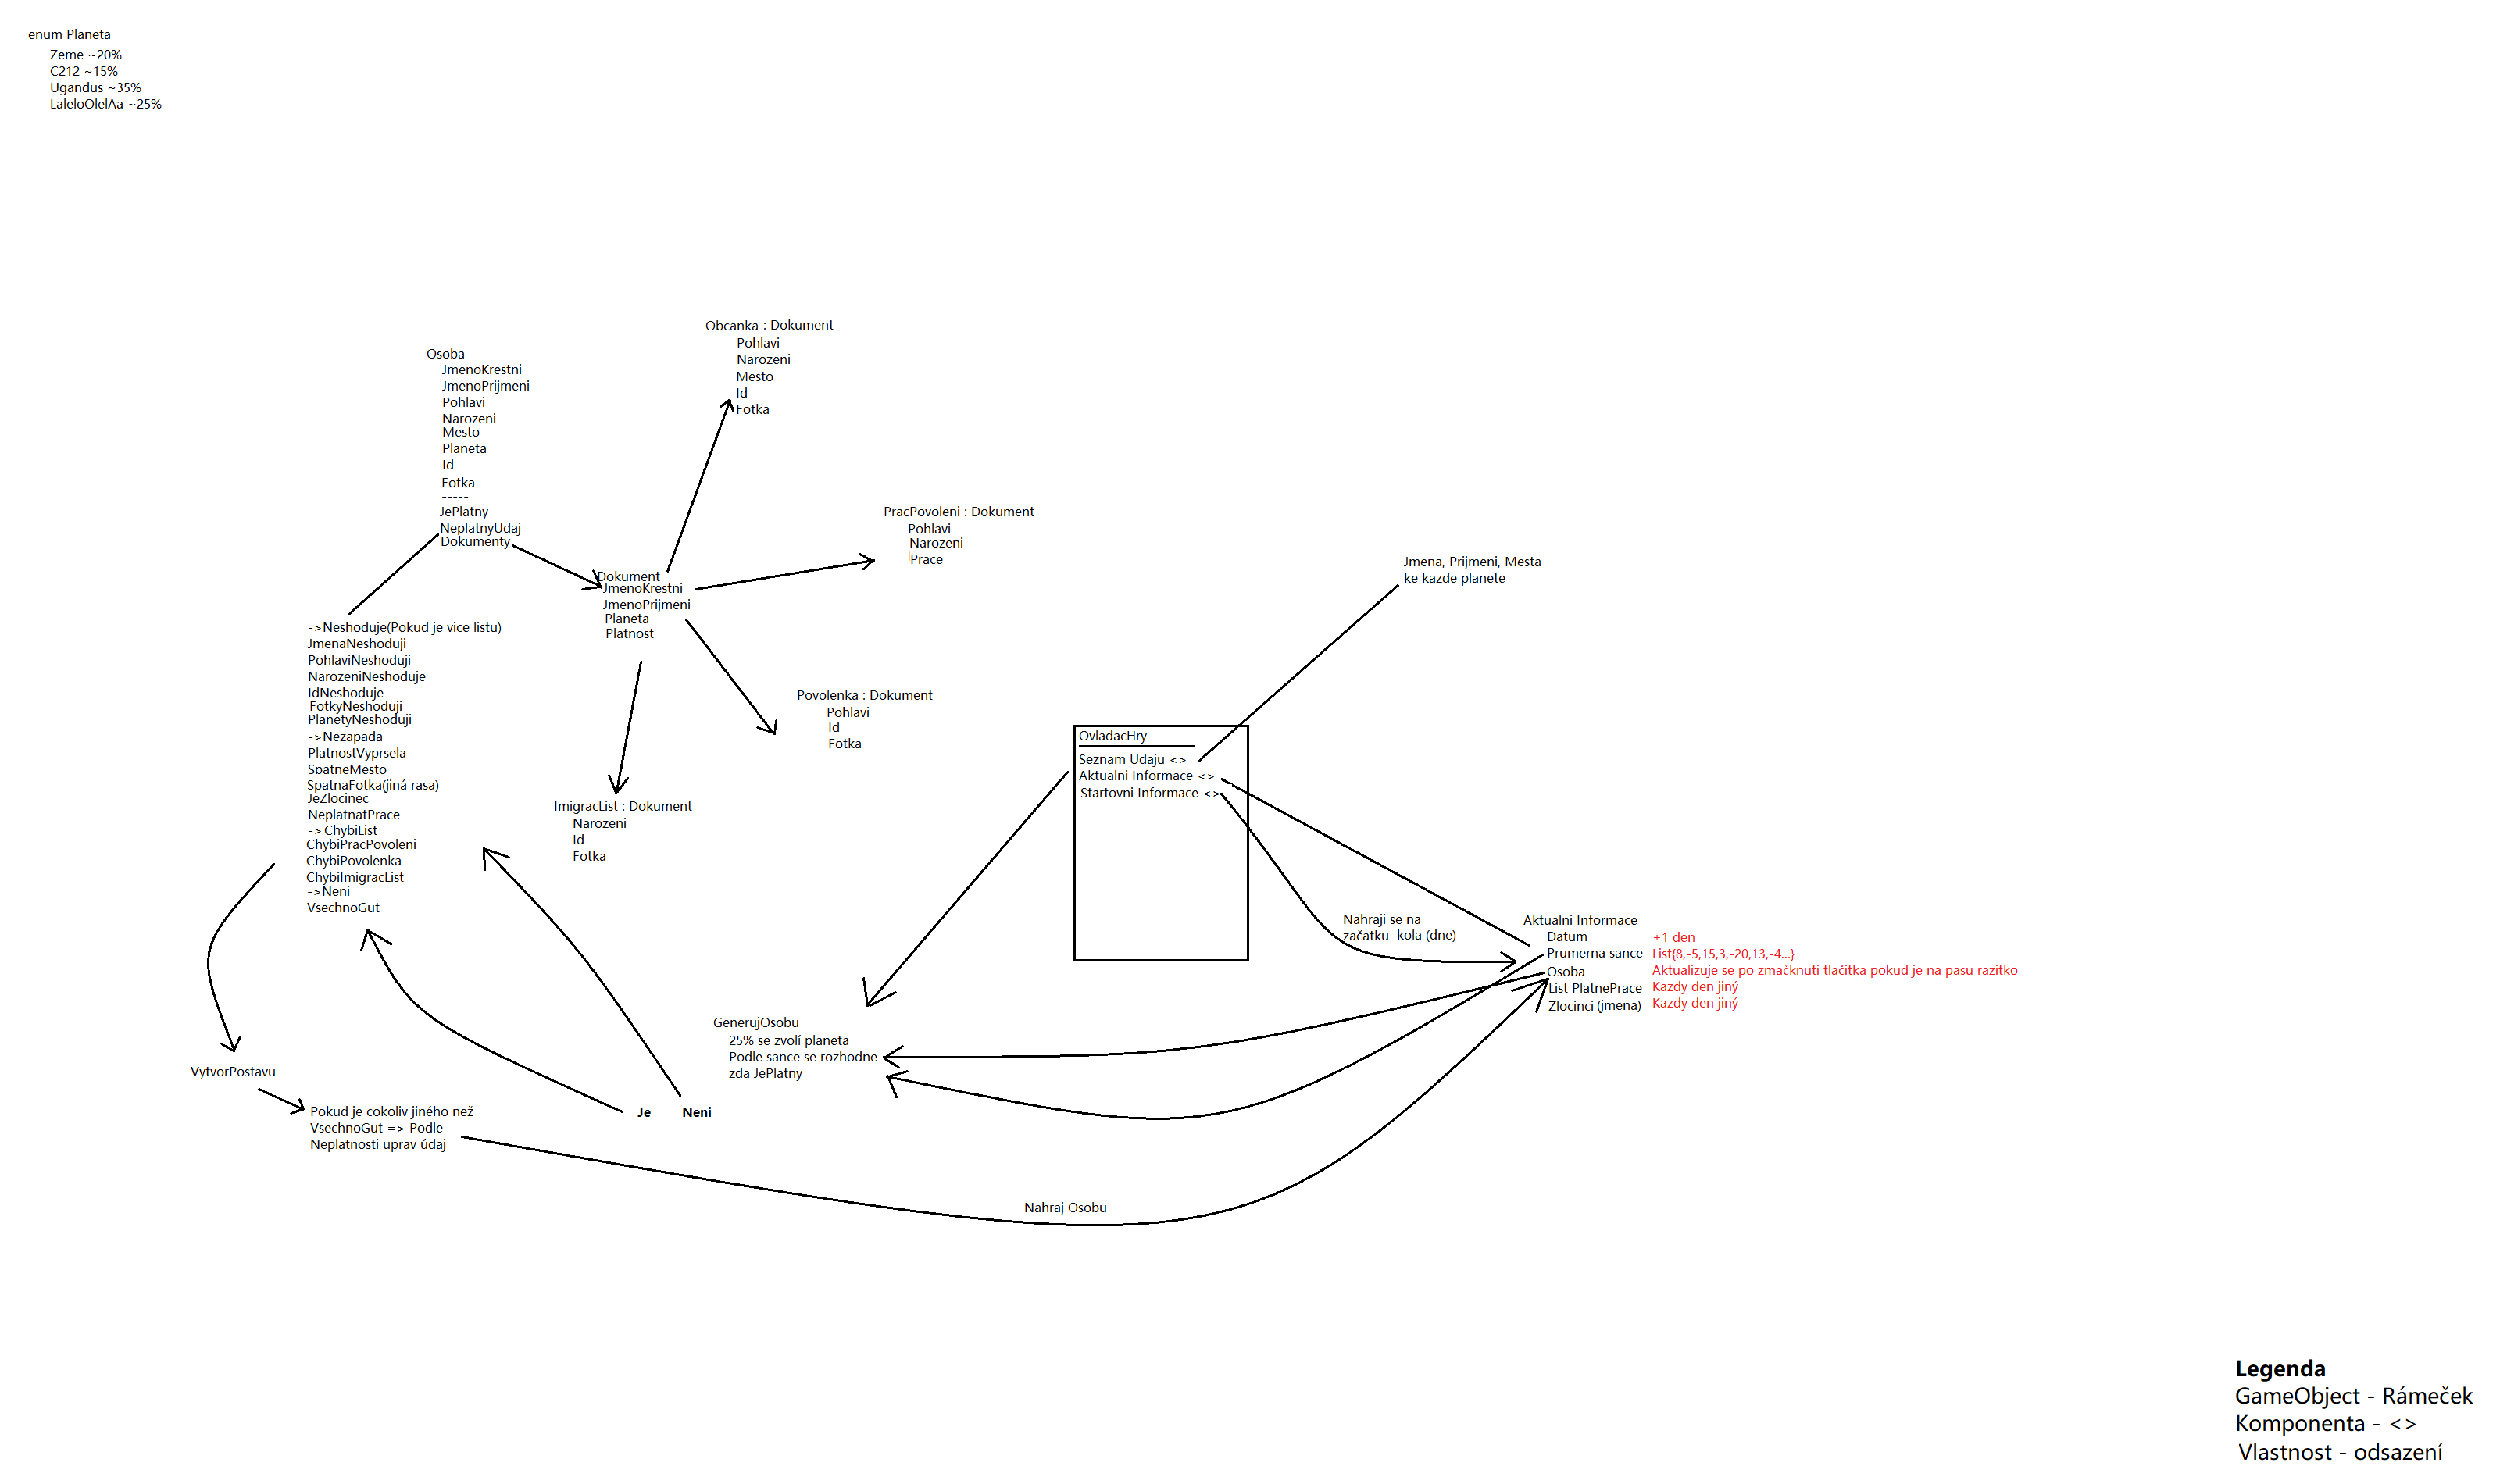 enum Planeta
Zeme ~20%
C212 ~15%
Ugandus ~35%
LaleloOlelAa ~25%
Osoba
JmenoKrestni
JmenoPrijmeni
Pohlavi
Narozeni
Mesto
Planeta
Id
Fotka
-----
JePlatny
NeplatnyUdaj
Dokumenty
Obcanka : Dokument
Pohlavi
Narozeni
Mesto
Id
Fotka
PracPovoleni : Dokument
Pohlavi
Narozeni
Prace
Dokument
JmenoKrestni
JmenoPrijmeni
Planeta
Platnost
Povolenka : Dokument
Pohlavi
Id
Fotka
ImigracList : Dokument
Narozeni
Id
Fotka
->Neshoduje(Pokud je vice listu)
JmenaNeshoduji
PohlaviNeshoduji
NarozeniNeshoduje
IdNeshoduje
FotkyNeshoduji
PlanetyNeshoduji
->Nezapada
PlatnostVyprsela
SpatneMesto
SpatnaFotka(jiná rasa)
JeZlocinec
NeplatnatPrace
-> ChybiList
ChybiPracPovoleni
ChybiPovolenka
ChybiImigracList
->Neni
VsechnoGut
VytvorPostavu
Pokud je cokoliv jiného než
VsechnoGut => Podle
Neplatnosti uprav údaj
Je
Neni
GenerujOsobu
25% se zvolí planeta
Podle sance se rozhodne
zda JePlatny
Jmena, Prijmeni, Mesta
ke kazde planete
OvladacHry
Seznam Udaju <>
Aktualni Informace <>
Startovni Informace <>
Nahraji se na
začatku kola (dne)
Aktualni Informace
Datum +1 den
Prumerna sance List{8,-5,15,3,-20,13,-4...}
Osoba Aktualizuje se po zmačknuti tlačitka pokud je na pasu razitko
List PlatnePrace Kazdy den jiný
Zlocinci (jmena) Kazdy den jiný
Nahraj Osobu
Legenda
GameObject - Rámeček
Komponenta - <>
Vlastnost - odsazení